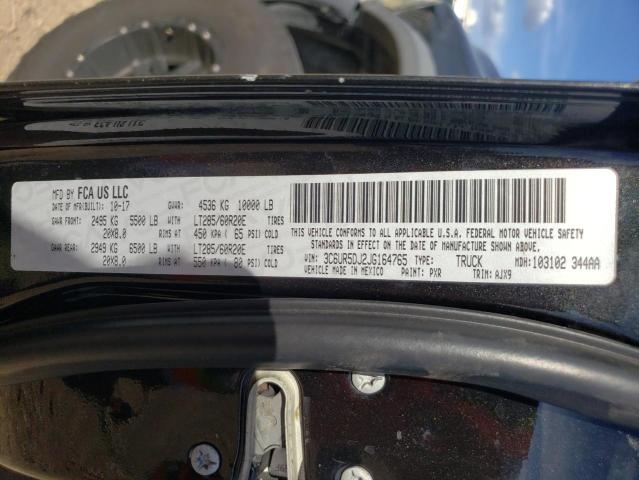 MFD BY FCA US LLC
DATE OF MFR(BUILT): 10-17 GVWR: 4536 KG 10000 LB
GAWR FRONT: 2495 KG 5500 LB WITH LT285/60R20E TIRES
20X8.0 RIMS AT 450 KPA ( 65 PSI) COLD
GAWR REAR: 2949 KG 6500 LB WITH LT285/60R20E TIRES
20X8.0 RIMS AT 550 KPA ( 80 PSI) COLD
THIS VEHICLE CONFORMS TO ALL APPLICABLE U.S.A. FEDERAL MOTOR VEHICLE SAFETY
STANDARDS IN EFFECT ON THE DATE OF MANUFACTURE SHOWN ABOVE.
VIN: 3C6UR5DJ2JG164765 TYPE: TRUCK MDH: 103102 344AA
VEHICLE MADE IN MEXICO PAINT: PXR TRIM: AJX9